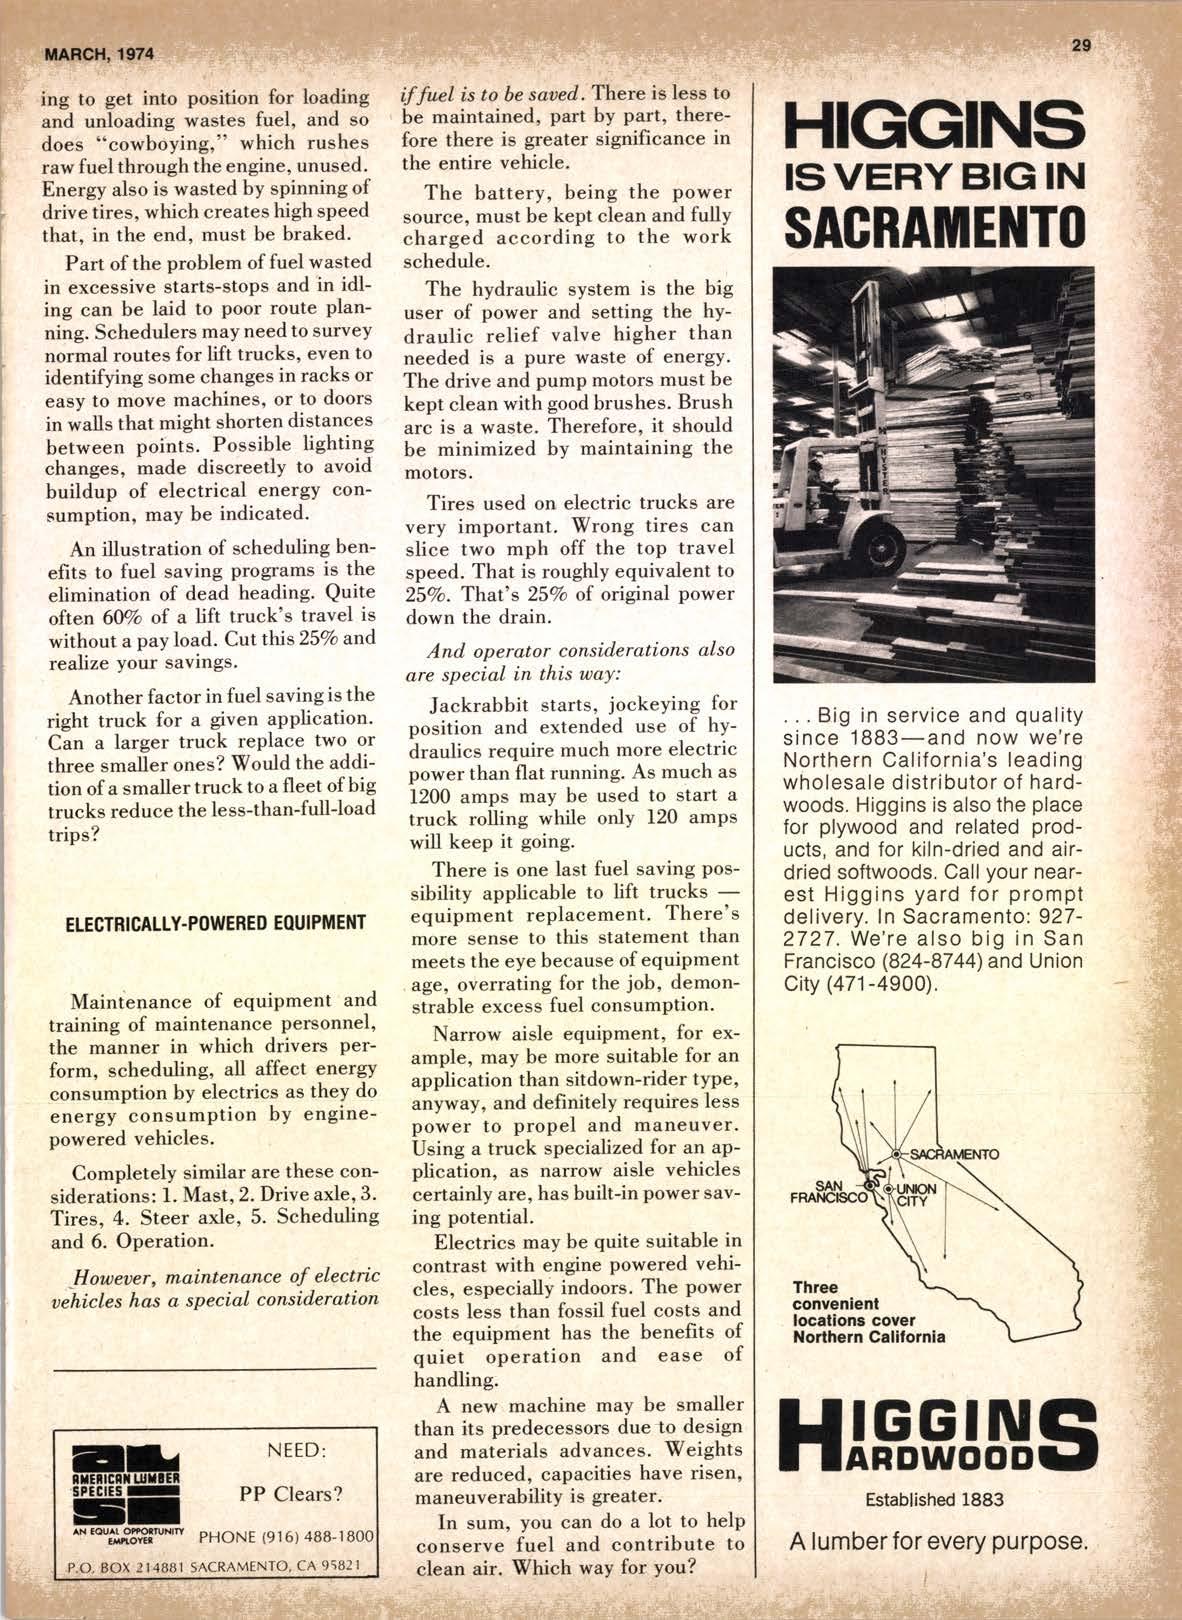 MARCH, 1974
29
ing to get into position for loading
and unloading wastes fuel, and so
does "cowboying," which rushes
raw fuel through the engine, unused.
Energy also is wasted by spinning of
drive tires, which creates high speed
that, in the end, must be braked.
Part of the problem of fuel wasted
in excessive starts-stops and in idl-
ing can be laid to poor route plan-
ning. Schedulers may need to survey
normal routes for lift trucks, even to
identifying some changes in racks or
easy to move machines, or to doors
in walls that might shorten distances
between points. Possible lighting
changes, made discreetly to avoid
buildup of electrical energy con-
sumption, may be indicated.
An illustration of scheduling ben-
efits to fuel saving programs is the
elimination of dead heading. Quite
often 60% of a lift truck's travel is
without a pay load. Cut this 25% and
realize your savings.
Another factor in fuel saving is the
right truck for a given application.
Can a larger truck replace two or
three smaller ones? Would the addi-
tion of a smaller truck to a fleet of big
trucks reduce the less-than-full-load
trips?
ELECTRICALLY-POWERED EQUIPMENT
Maintenance of equipment and
training of maintenance personnel,
the manner in which drivers per-
form, scheduling, all affect energy
consumption by electrics as they do
energy consumption by engine-
powered vehicles.
Completely similar are these con-
siderations: 1. Mast, 2. Drive axle, 3.
Tires, 4. Steer axle, 5. Scheduling
and 6. Operation.
However, maintenance of electric
vehicles has a special consideration
if fuel is to be saved. There is less to
be maintained, part by part, there-
fore there is greater significance in
the entire vehicle.
The battery, being the power
source, must be kept clean and fully
charged according to the work
schedule.
The hydraulic system is the big
user of power and setting the hy-
draulic relief valve higher than
needed is a pure waste of energy.
The drive and pump motors must be
kept clean with good brushes. Brush
arc is a waste. Therefore, it should
be minimized by maintaining the
motors.
Tires used on electric trucks are
very important. Wrong tires can
slice two mph off the top travel
speed. That is roughly equivalent to
25%. That's 25% of original power
down the drain.
And operator considerations also
are special in this way:
Jackrabbit starts, jockeying for
position and extended use of hy-
draulics require much more electric
power than flat running. As much as
1200 amps may be used to start a
truck rolling while only 120 amps
will keep it going.
There is one last fuel saving pos-
sibility applicable to lift trucks —
equipment replacement. There's
more sense to this statement than
meets the eye because of equipment
age, overrating for the job, demon-
strable excess fuel consumption.
Narrow aisle equipment, for ex-
ample, may be more suitable for an
application than sitdown-rider type,
anyway, and definitely requires less
power to propel and maneuver.
Using a truck specialized for an ap-
plication, as narrow aisle vehicles
certainly are, has built-in power sav-
ing potential.
Electrics may be quite suitable in
contrast with engine powered vehi-
cles, especially indoors. The power
costs less than fossil fuel costs and
the equipment has the benefits of
quiet operation and ease of
handling.
A new machine may be smaller
than its predecessors due to design
and materials advances. Weights
are reduced, capacities have risen,
maneuverability is greater.
In sum, you can do a lot to help
conserve fuel and contribute to
clean air. Which way for you?
AMERICAN LUMBER
SPECIES
AN EQUAL OPPORTUNITY
EMPLOYER
NEED:
PP Clears?
PHONE (916) 488-1800
P.O. BOX 214881 SACRAMENTO, CA 95821
HIGGINS
IS VERY BIG IN
SACRAMENTO
HYSTER
...Big in service and quality
since 1883—and now we're
Northern California's leading
wholesale distributor of hard-
woods. Higgins is also the place
for plywood and related prod-
ucts, and for kiln-dried and air-
dried softwoods. Call your near-
est Higgins yard for prompt
delivery. In Sacramento: 927-
2727. We're also big in San
Francisco (824-8744) and Union
City (471-4900).
SACRAMENTO
SAN
FRANCISCO
UNION
CITY
Three
convenient
locations cover
Northern California
HIGGINS
HARDWOODS
Established 1883
A lumber for every purpose.